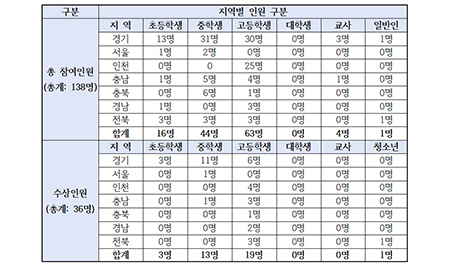 구분 지역별 인원 구분
총 참여인원
(총계: 138명)
지 역 초등학생 중학생 고등학생 대학생 교사 일반인
경기 13명 31명 30명 0명 3명 1명
서울 1명 2명 0명 0명 0명 0명
인천 0명 0 25명 0명 0명 0명
충남 1명 5명 4명 0명 1명 0명
충북 0명 6명 1명 0명 0명 0명
경남 1명 0명 3명 0명 0명 0명
전북 3명 3명 3명 0명 0명 1명
합계 16명 44명 63명 0명 4명 1명
수상인원
(총계: 36명)
지 역 초등학생 중학생 고등학생 대학생 교사 청소년
경기 3명 11명 6명 0명 0명 0명
서울 0명 1명 0명 0명 0명 0명
인천 0명 0명 4명 0명 0명 0명
충남 0명 1명 3명 0명 0명 0명
충북 0명 0명 1명 0명 0명 0명
경남 0명 0명 2명 0명 0명 0명
전북 0명 0명 3명 0명 0명 1명
합계 3명 13명 19명 0명 0명 1명